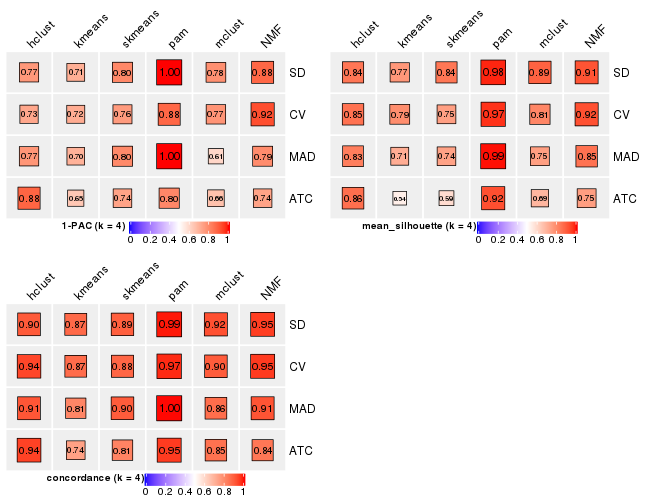 hclust kmeans skmeans pam mclust NMF
0.77 0.71 0.80 1.00 0.78 0.88 SD
0.73 0.72 0.76 0.88 0.77 0.92 CV
0.77 0.70 0.80 1.00 0.61 0.79 MAD
0.88 0.74 0.80 0.66 0.74 ATC
1-PAC (k = 4)
0 0.2 0.4 0.6 0.8 1
hclust kmeans skmeans pam mclust NMF
0.84 0.77 0.84 0.98 0.89 0.91 SD
0.85 0.79 0.75 0.97 0.81 0.92 CV
0.83 0.71 0.74 0.99 0.75 0.85 MAD
0.86 0.59 0.92 0.69 0.75 ATC
mean_silhouette (k = 4)
0 0.2 0.4 0.6 0.8 1
hclust kmeans skmeans pam mclust NMF
0.90 0.87 0.89 0.99 0.92 0.95 SD
0.94 0.87 0.88 0.97 0.90 0.95 CV
0.91 0.81 0.90 1.00 0.86 0.91 MAD
0.94 0.74 0.81 0.95 0.85 0.84 ATC
concordance (k = 4)
0 0.2 0.4 0.6 0.8 1